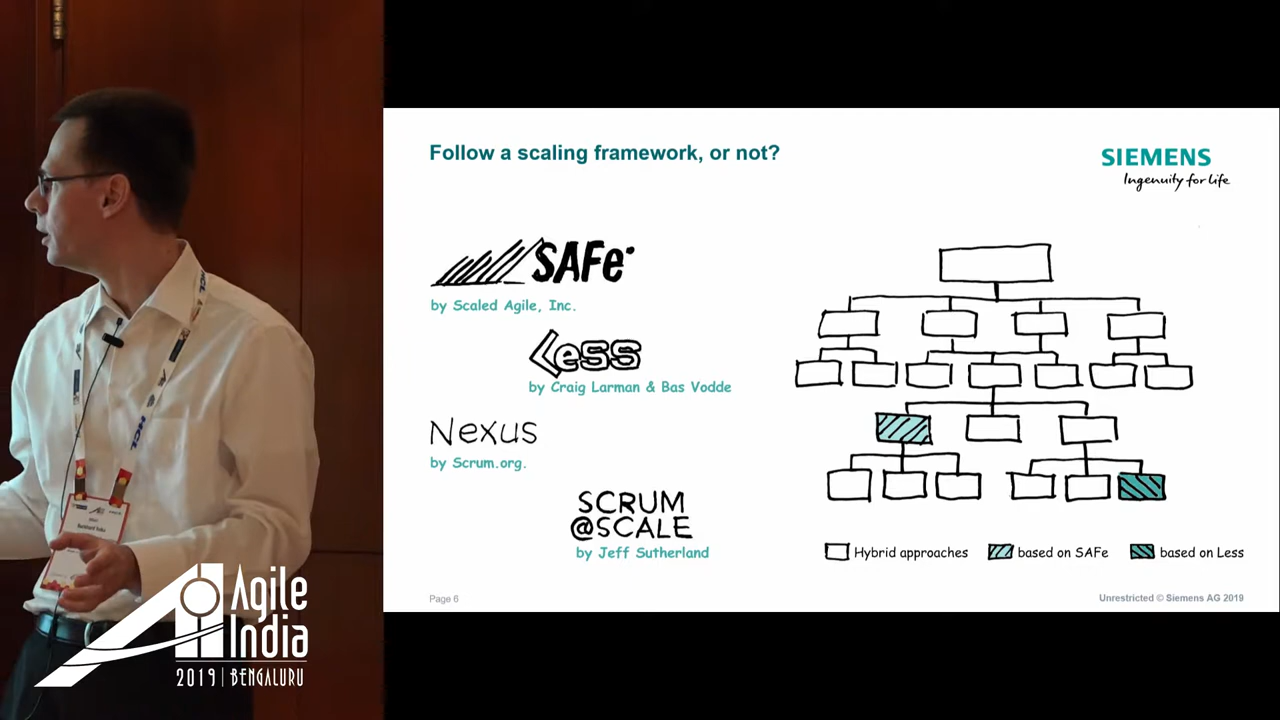 Follow a scaling framework, or not?
SIEMENS
Ingenuity for life
SAFe
by Scaled Agile, Inc.
Less
by Craig Larman & Bas Vodde
Nexus
by Scrum.org.
SCRUM
@SCALE
by Jeff Sutherland
Hybrid approaches
based on SAFe
based on Less
Page 6
Unrestricted © Siemens AG 2019
HCL
HCL
Agile
India
2019 | BENGALURU